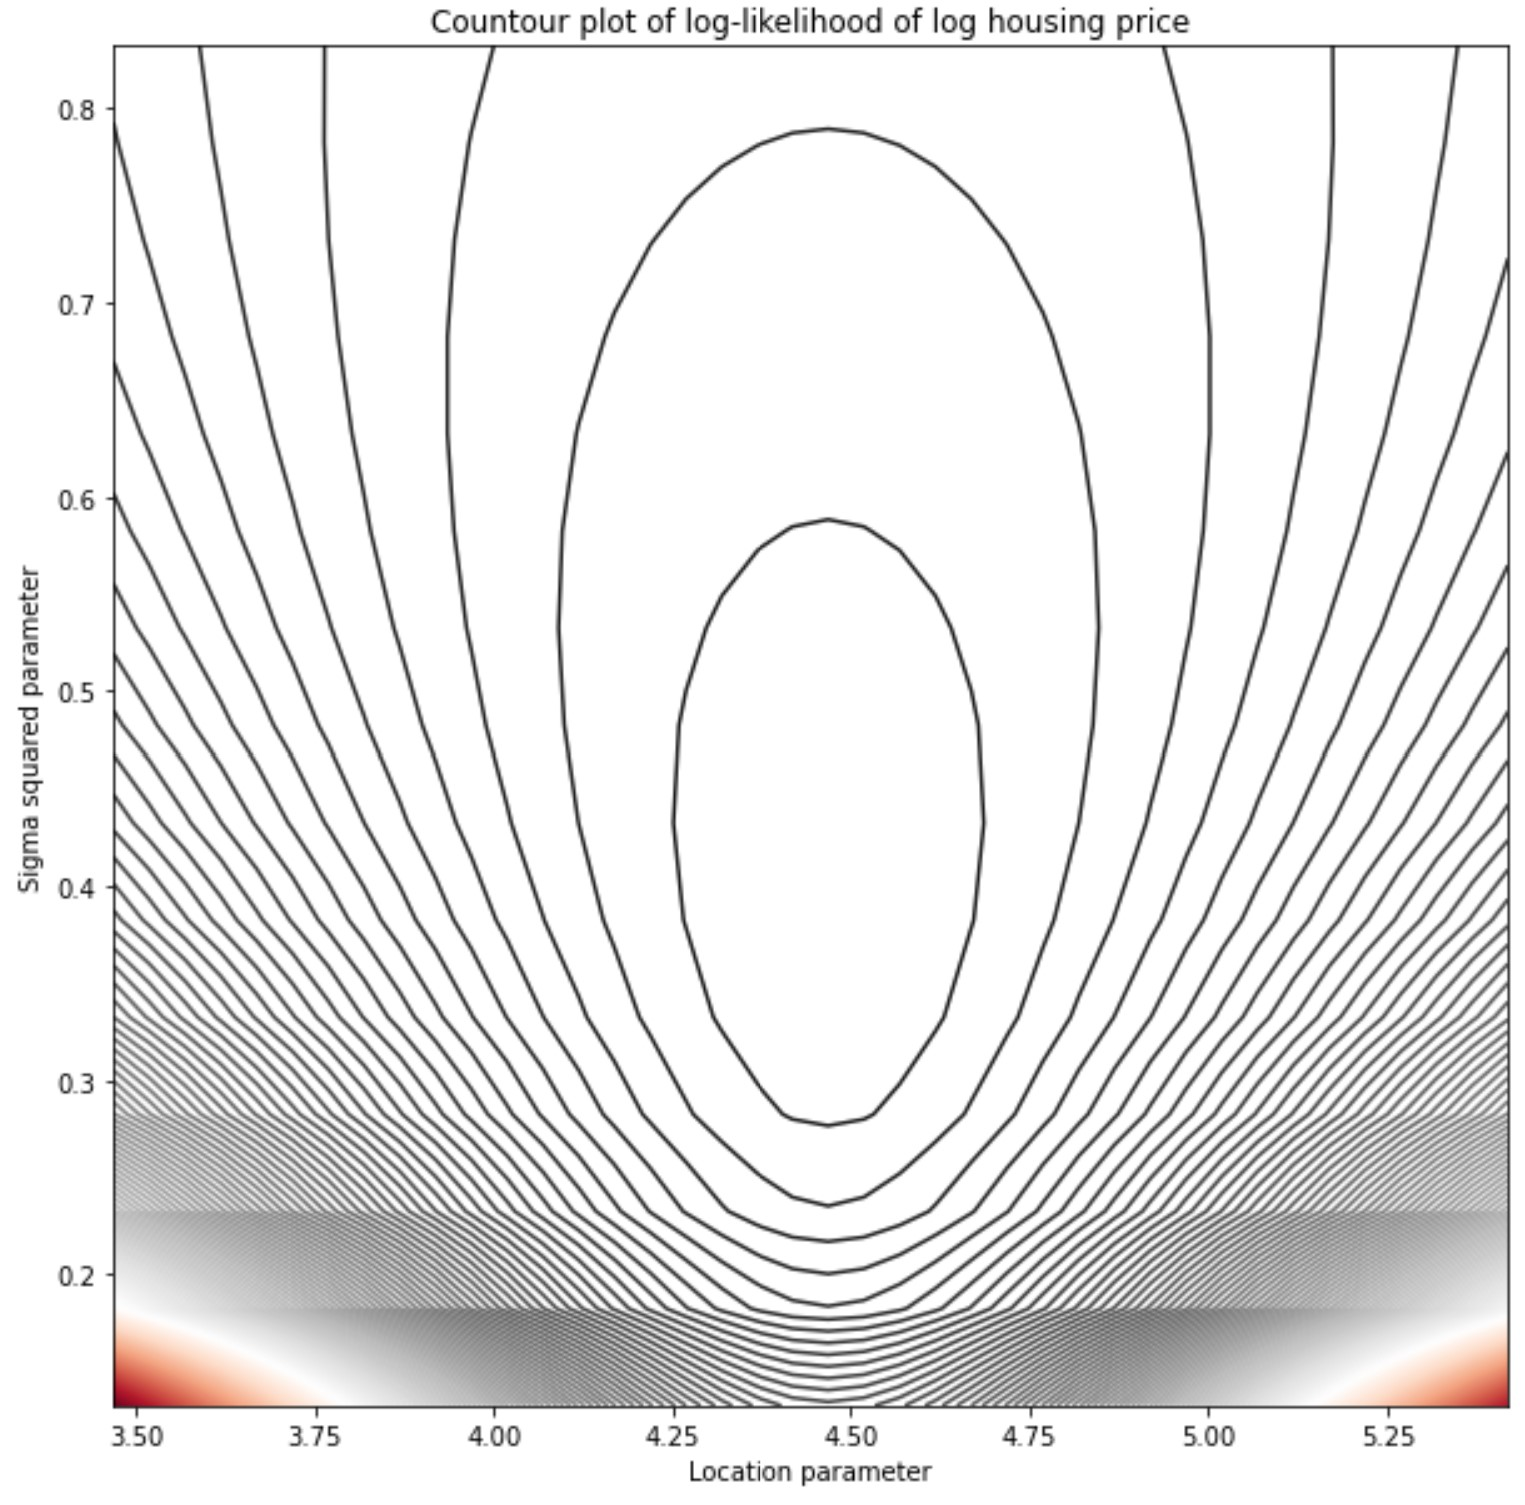 Countour plot of log-likelihood of log housing price
0.8
0.7
0.6
0.5
0.4
0.3
0.2
Sigma squared parameter
3.50 3.75 4.00 4.25 4.50 4.75 5.00 5.25
Location parameter